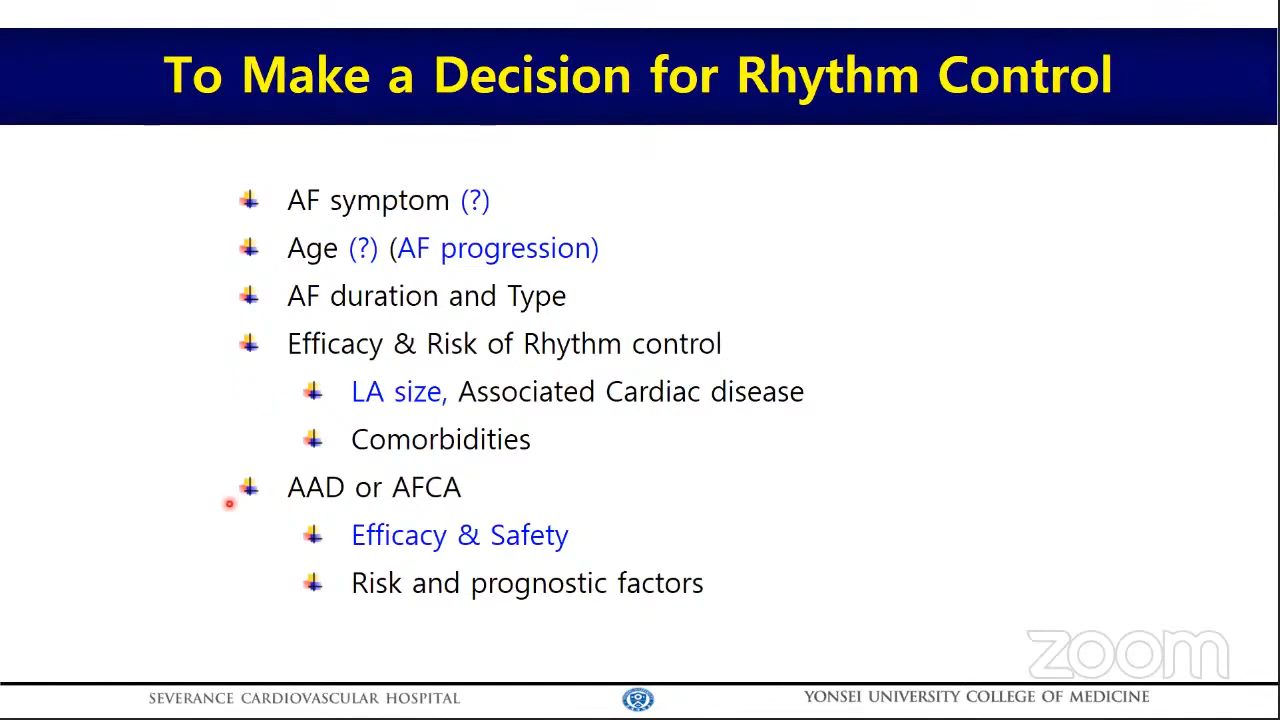 To Make a Decision for Rhythm Control
AF symptom (?)
Age (?) (AF progression)
AF duration and Type
Efficacy & Risk of Rhythm control
LA size, Associated Cardiac disease
Comorbidities
AAD or AFCA
Efficacy & Safety
Risk and prognostic factors
zoom
SEVERANCE CARDIOVASCULAR HOSPITAL
YONSEI UNIVERSITY COLLEGE OF MEDICINE